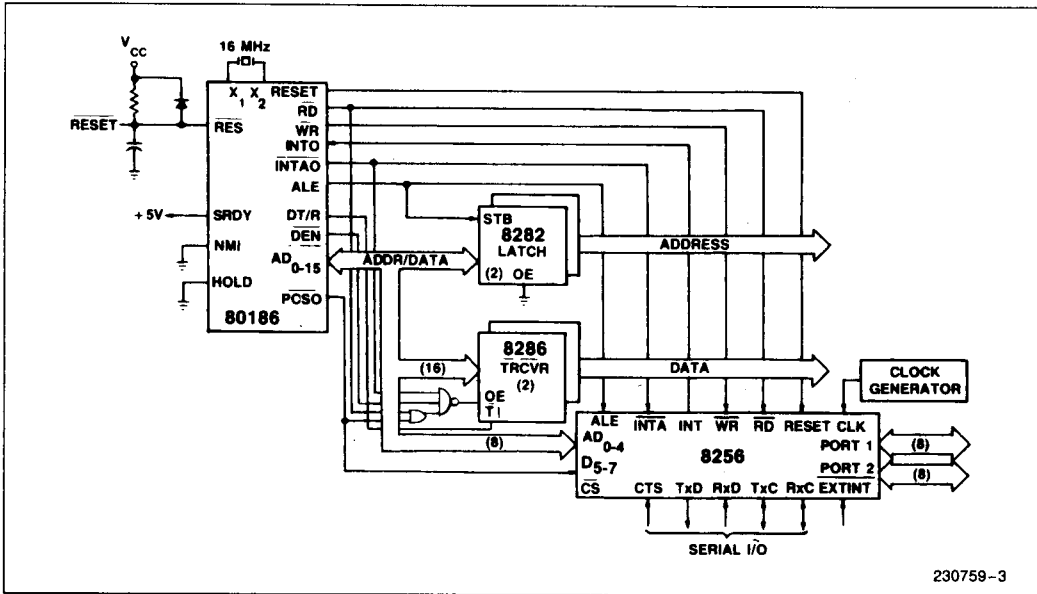 VCC
16 MHz
X1 X2
RESET
RD
WR
INTO
INTAO
ALE
DT/R
DEN
AD0-15
PCSO
RESET
RES
+5V
SRDY
NMI
HOLD
80186
ADDR/DATA
STB
8282
LATCH
(2) OE
ADDRESS
(16)
8286
TRCVR
(2)
OE
T
DATA
CLOCK
GENERATOR
(8)
ALE INTA INT WR RD RESET CLK
AD0-4
D5-7
CS
8256
PORT 1
PORT 2
(8)
(8)
CTS TxD RxD TxC RxC EXTINT
SERIAL I/O
230759-3